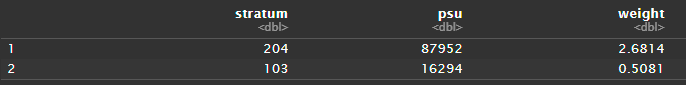 stratum psu weight
<dbl> <dbl> <dbl>
1 204 87952 2.6814
2 103 16294 0.5081